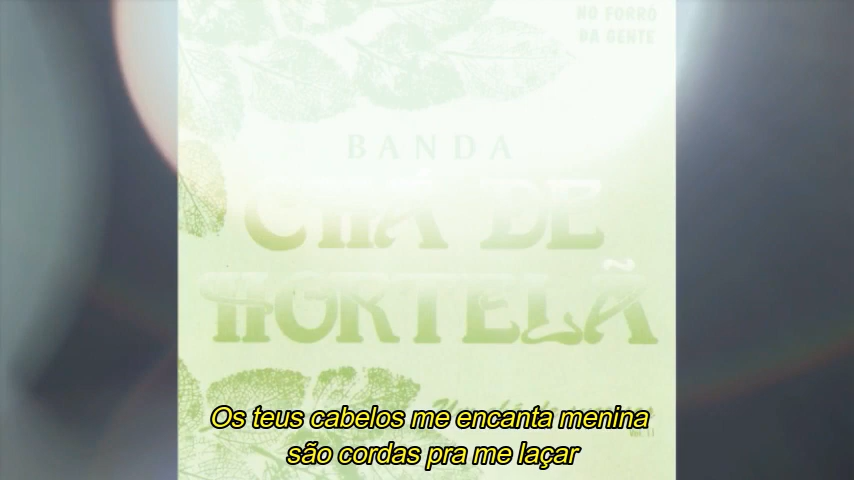 NO FORRÓ
DA GENTE
BANDA
CHÁ DE
HORTELÃ
Os teus cabelos me encanta menina
são cordas pra me laçar